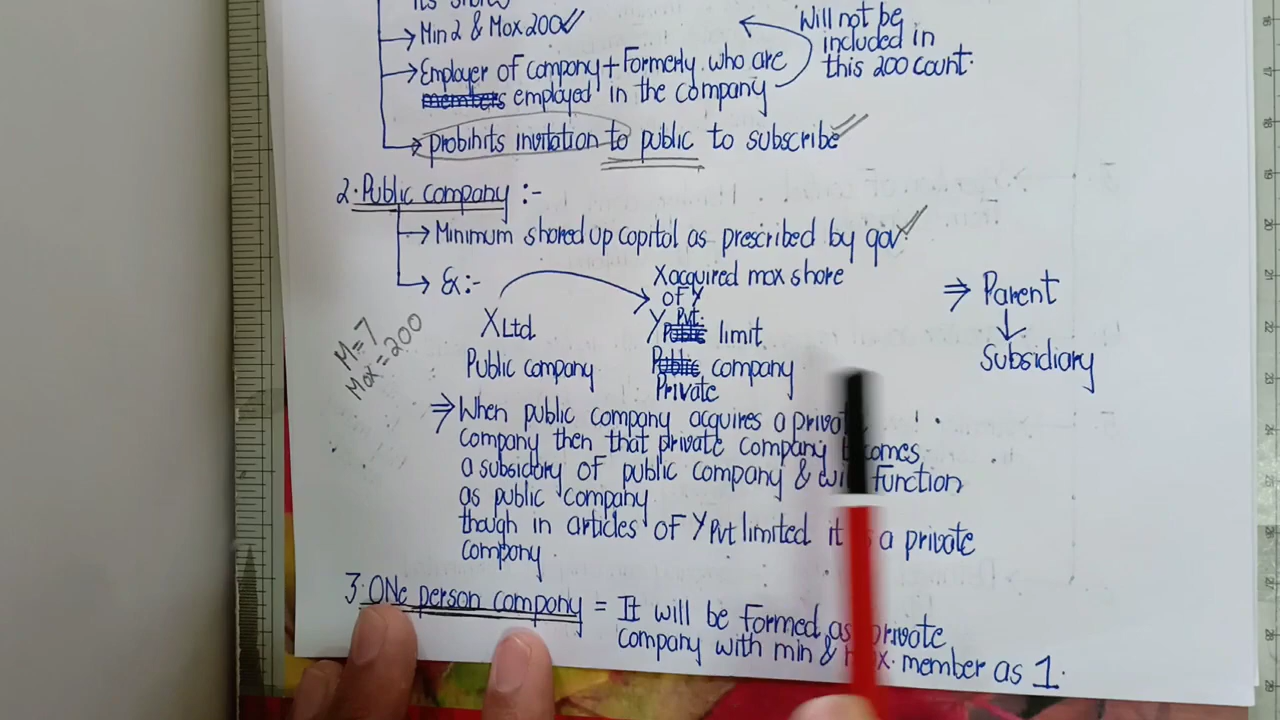 its shares
→ Min 2 & Max 200 ✓
Will not be
included in
this 200 count.
→ Employer of company + Formerly who are
employed in the company
→ probihits invitation to public to subscribe
2. Public company :-
→ Minimum shared up capital as prescribed by gov.
→ Ex:-
X Ltd
Public company
X acquired max share
of Y
Y Pvt. limit
company
Private
⇒ Parent
↓
Subsidiary
M=7
Max=200
⇒ When public company acquires a private
company then that private company becomes
a subsidary of public company & will function
as public company
though in articles of Y Pvt limited it is a private
company.
3. ONe person company = It will be formed as private
company with min & max. member as 1.